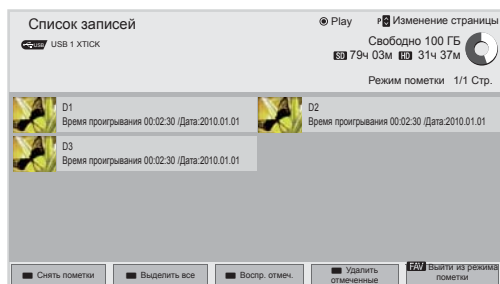 Список записей
Play
P Изменение страницы
USB USB 1 XTICK
Свободно 100 ГБ
SD 79ч 03м HD 31ч 37м
Режим пометки 1/1 Стр.
D1
Время проигрывания 00:02:30 /Дата:2010.01.01
D2
Время проигрывания 00:02:30 /Дата:2010.01.01
D3
Время проигрывания 00:02:30 /Дата:2010.01.01
Снять пометки
Выделить все
Воспр. отмеч.
Удалить
отмеченные
FAV Выйти из режима
пометки